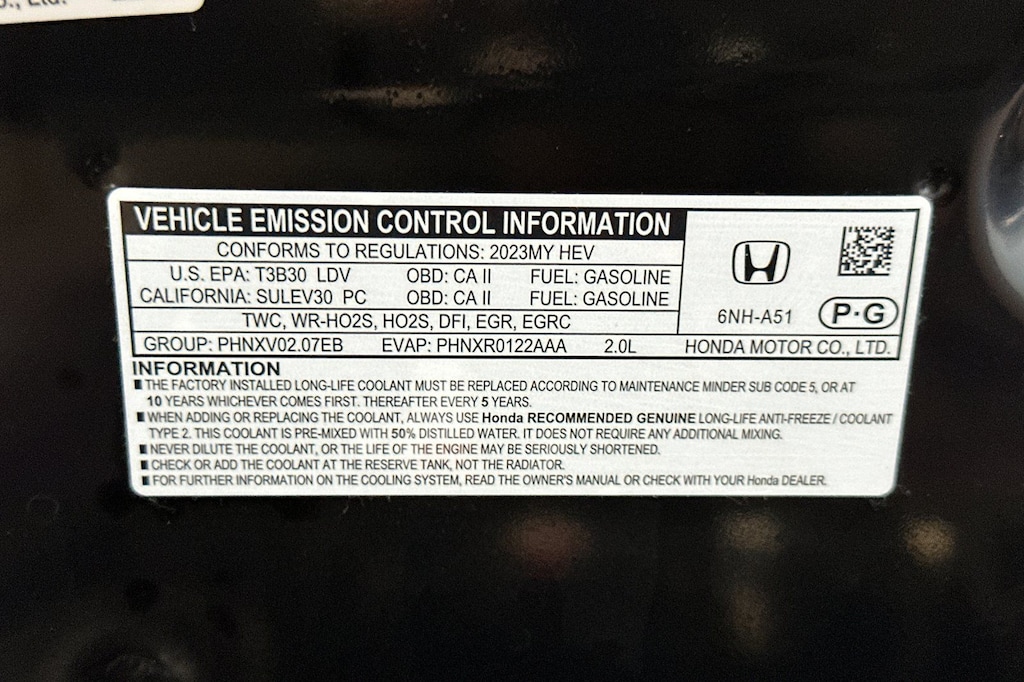 Ltd.
VEHICLE EMISSION CONTROL INFORMATION
CONFORMS TO REGULATIONS: 2023MY HEV
U.S. EPA: T3B30 LDV OBD: CA II FUEL: GASOLINE
CALIFORNIA: SULEV30 PC OBD: CA II FUEL: GASOLINE
TWC, WR-HO2S, HO2S, DFI, EGR, EGRC
6NH-A51 P·G
GROUP: PHNXV02.07EB EVAP: PHNXR0122AAA 2.0L HONDA MOTOR CO., LTD.
INFORMATION
■ THE FACTORY INSTALLED LONG-LIFE COOLANT MUST BE REPLACED ACCORDING TO MAINTENANCE MINDER SUB CODE 5, OR AT
10 YEARS WHICHEVER COMES FIRST. THEREAFTER EVERY 5 YEARS.
■ WHEN ADDING OR REPLACING THE COOLANT, ALWAYS USE Honda RECOMMENDED GENUINE LONG-LIFE ANTI-FREEZE / COOLANT
TYPE 2. THIS COOLANT IS PRE-MIXED WITH 50% DISTILLED WATER. IT DOES NOT REQUIRE ANY ADDITIONAL MIXING.
■ NEVER DILUTE THE COOLANT, OR THE LIFE OF THE ENGINE MAY BE SERIOUSLY SHORTENED.
■ CHECK OR ADD THE COOLANT AT THE RESERVE TANK, NOT THE RADIATOR.
■ FOR FURTHER INFORMATION ON THE COOLING SYSTEM, READ THE OWNER'S MANUAL OR CHECK WITH YOUR Honda DEALER.